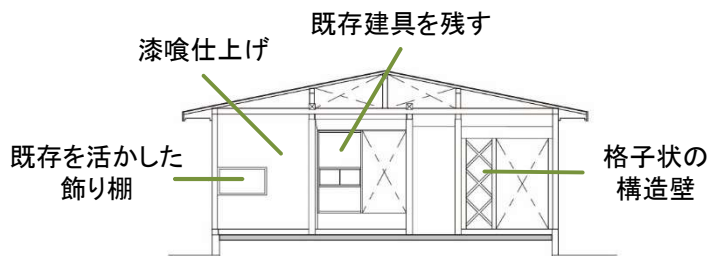 既存建具を残す
漆喰仕上げ
既存を活かした
飾り棚
格子状の
構造壁